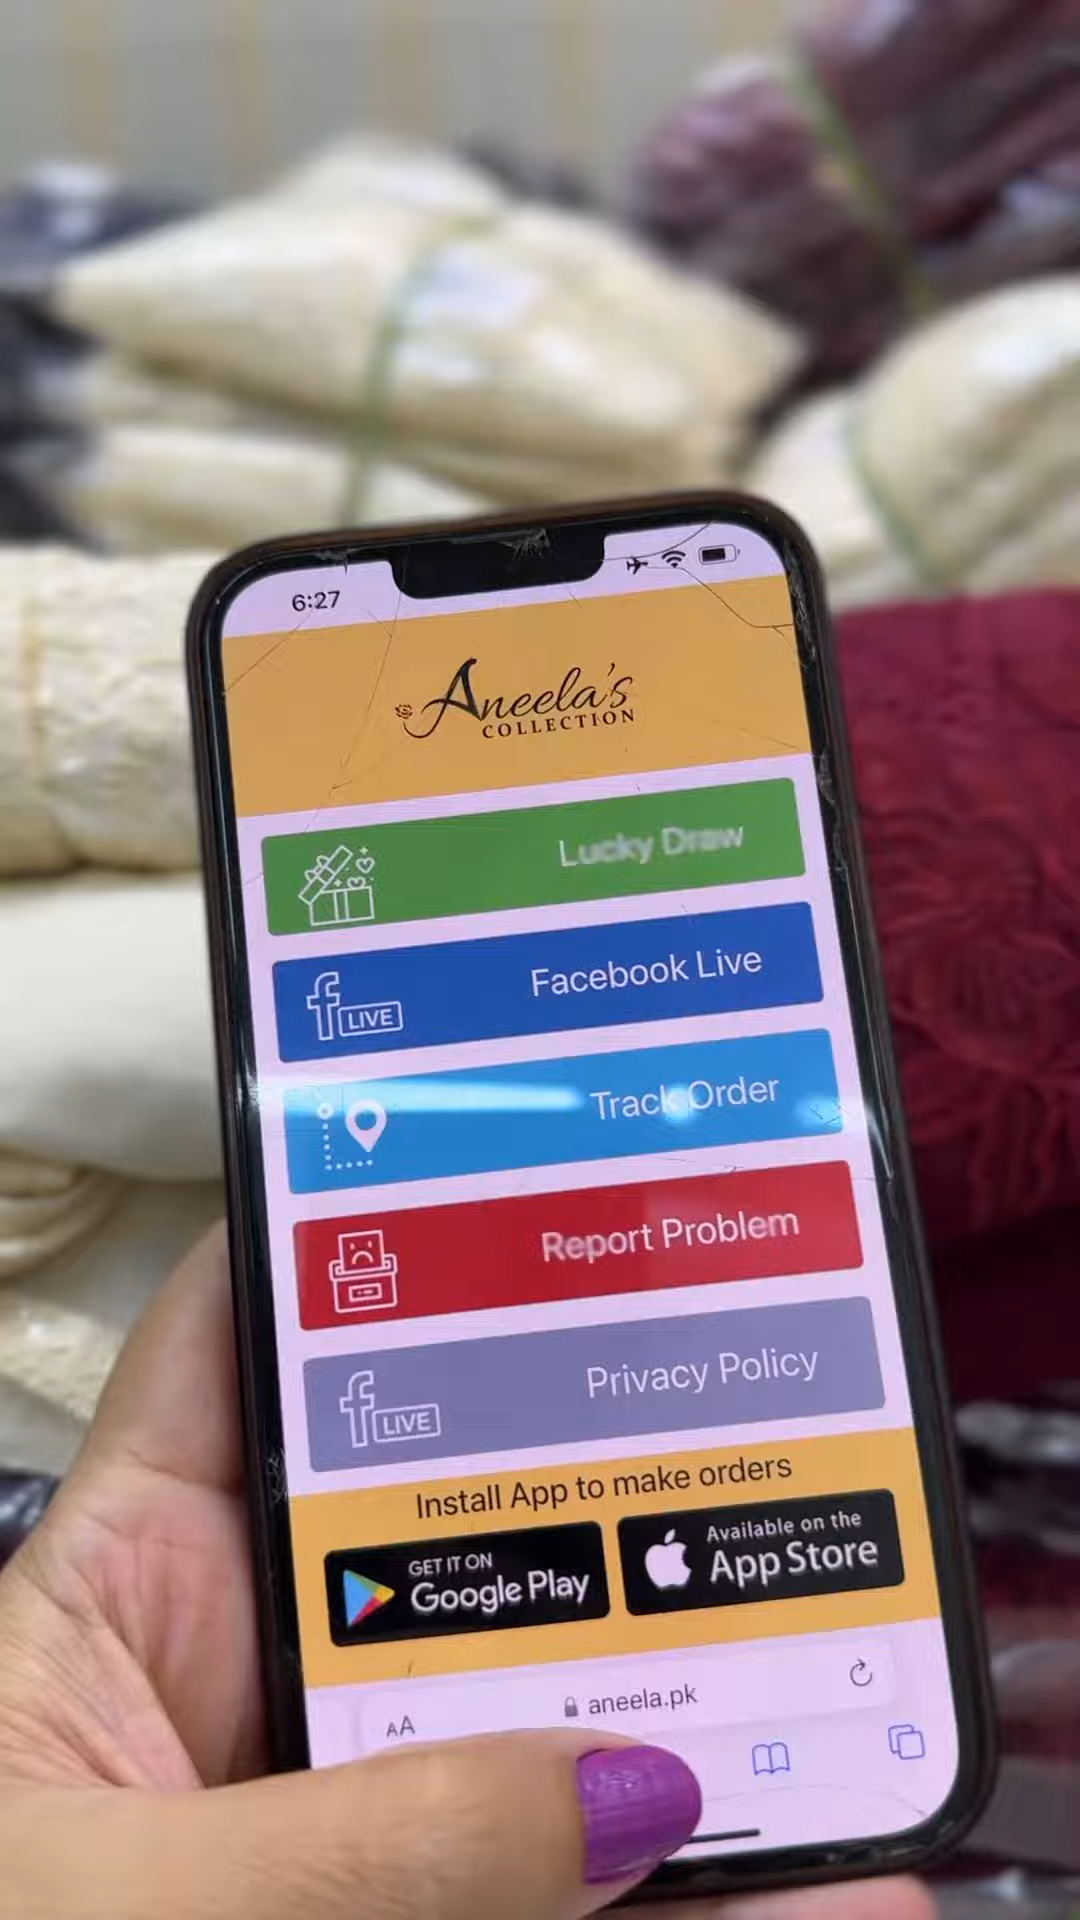 6:27
Aneela's
COLLECTION
Lucky Draw
LIVE
Facebook Live
Track Order
Report Problem
LIVE
Privacy Policy
Install App to make orders
GET IT ON
Google Play
Available on the
App Store
AA
aneela.pk